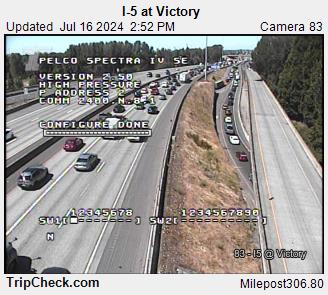 I-5 at Victory
Updated Jul 16 2024 2:52 PM Camera 83
PELCO SPECTRA IV SE
VERSION 2.50
HIGH PRESSURE
P ADDRESS 2
COMM 2400,N,8,1
CONFIGURE DONE
12345678 1234567890
SW1[ ] SW2[ ]
N
83 - I5 @ Victory
TripCheck.com Milepost306.80